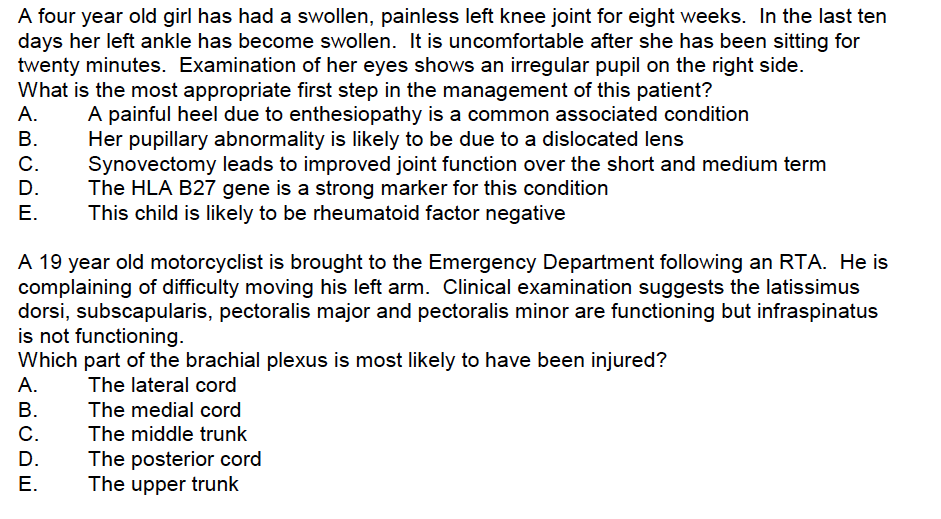 A four year old girl has had a swollen, painless left knee joint for eight weeks.  In the last ten
days her left ankle has become swollen.  It is uncomfortable after she has been sitting for
twenty minutes.  Examination of her eyes shows an irregular pupil on the right side.
What is the most appropriate first step in the management of this patient?
A. A painful heel due to enthesiopathy is a common associated condition
B. Her pupillary abnormality is likely to be due to a dislocated lens
C. Synovectomy leads to improved joint function over the short and medium term
D. The HLA B27 gene is a strong marker for this condition
E. This child is likely to be rheumatoid factor negative

A 19 year old motorcyclist is brought to the Emergency Department following an RTA.  He is
complaining of difficulty moving his left arm.  Clinical examination suggests the latissimus
dorsi, subscapularis, pectoralis major and pectoralis minor are functioning but infraspinatus
is not functioning.
Which part of the brachial plexus is most likely to have been injured?
A. The lateral cord
B. The medial cord
C. The middle trunk
D. The posterior cord
E. The upper trunk